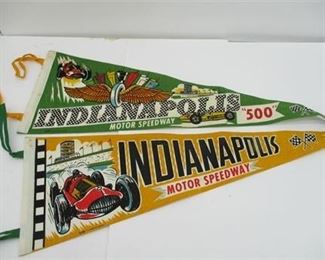 INDIANAPOLIS
MOTOR SPEEDWAY "500"
INDIANAPOLIS
MOTOR SPEEDWAY